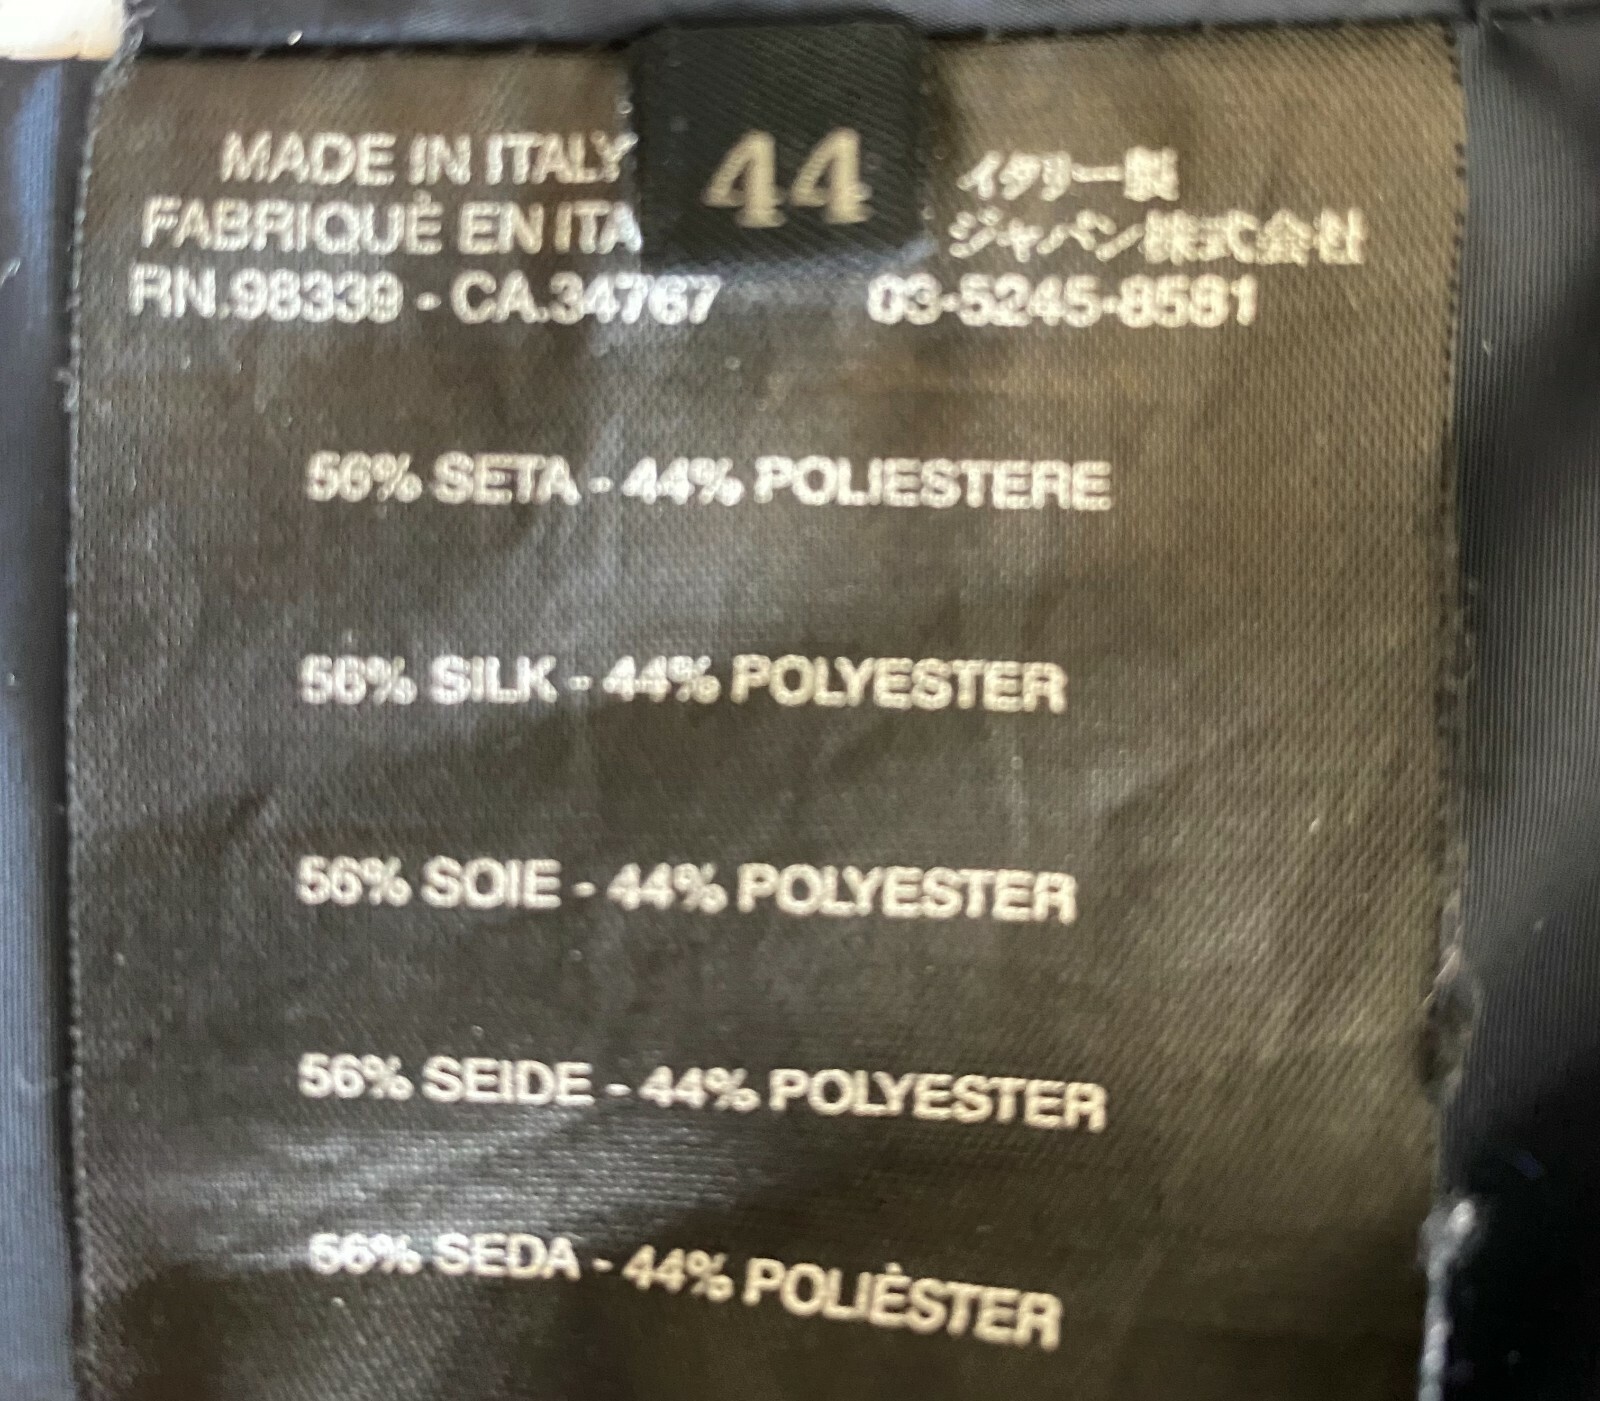 44
MADE IN ITALY
FABRIQUÈ EN ITA
RN.98339 - CA.34767
イタリー製
ジャパン株式会社
03-5245-8581
56% SETA - 44% POLIESTERE
56% SILK - 44% POLYESTER
56% SOIE - 44% POLYESTER
56% SEIDE - 44% POLYESTER
56% SEDA - 44% POLIÈSTER